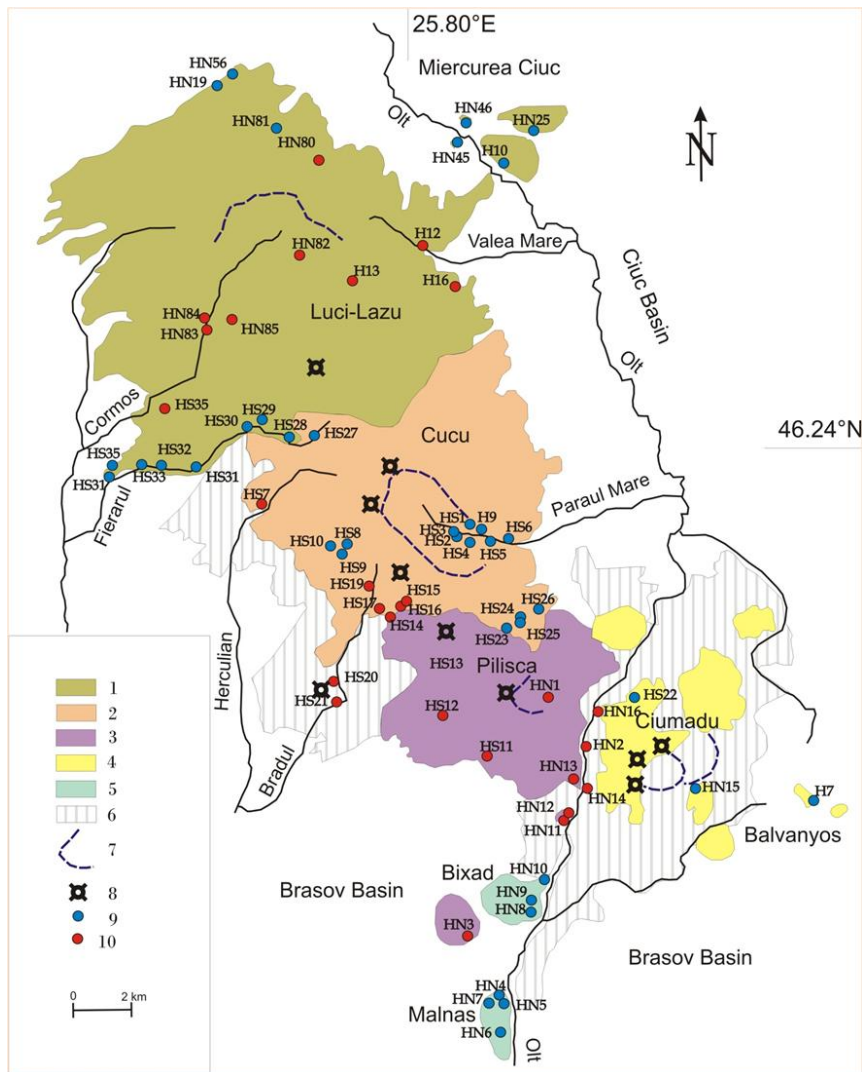 25.80°E
Miercurea Ciuc
HN56
HN19
Olt
HN46
HN25
HN81
HN80
HN45
H10
N
H12
Valea Mare
HN82
H13
H16
Ciuc Basin
Luci-Lazu
HN84
HN83
HN85
Olt
Cormos
HS35
HS29
HS30
HS28
HS27
Cucu
46.24°N
HS35
HS32
HS33
HS31
HS31
Fierarul
Paraul Mare
HS7
HS1
H9
HS6
HS3
HS2
HS4
HS5
HS8
HS10
HS9
HS19
HS15
HS17
HS16
HS14
HS26
HS24
HS25
HS23
HS13
Pilisca
Herculian
HS20
HS21
HN1
HS22
HN16
Ciumadu
HS12
HN2
HS11
Bradul
HN13
HN14
HN15
H7
HN12
HN11
Balvanyos
Bixad
HN10
Brasov Basin
HN9
HN8
HN3
Brasov Basin
HN4
HN7
HN5
Malnas
HN6
Olt
1
2
3
4
5
6
7
8
9
10
0 2 km